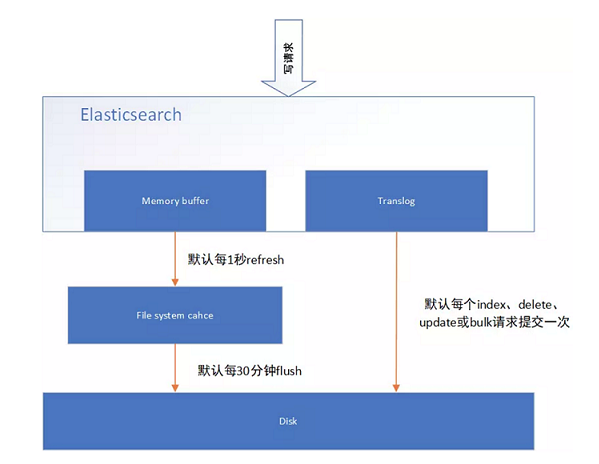 写请求
Elasticsearch
Memory buffer
Translog
默认每1秒refresh
File system cahce
默认每个index、delete、
update或bulk请求提交一次
默认每30分钟flush
Disk